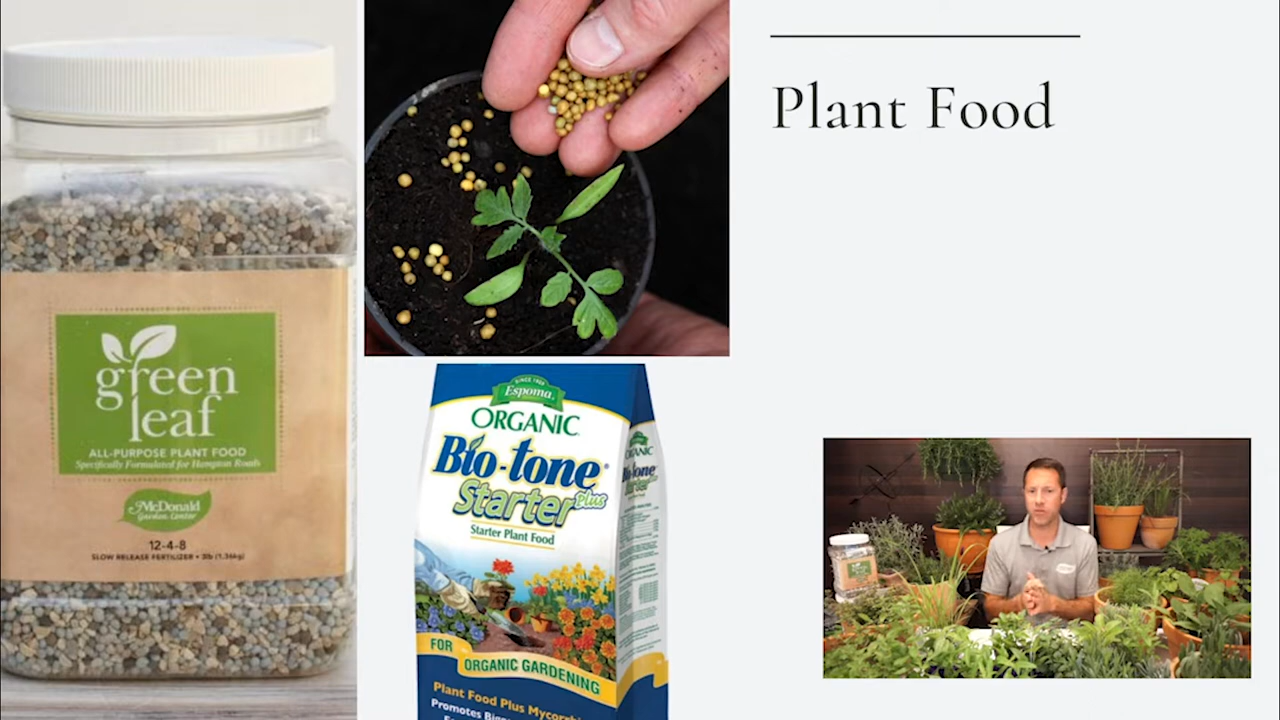 Plant Food
green
leaf
ALL-PURPOSE PLANT FOOD
Specifically Formulated for Hampton Roads
McDonald
Garden Center
12-4-8
SLOW RELEASE FERTILIZER • 3lb (1.36kg)
SINCE 1929
Espoma®
ORGANIC
Bio-tone®
Starter Plus
Starter Plant Food
FOR
ORGANIC GARDENING
Plant Food Plus
Promotes
ORGANIC